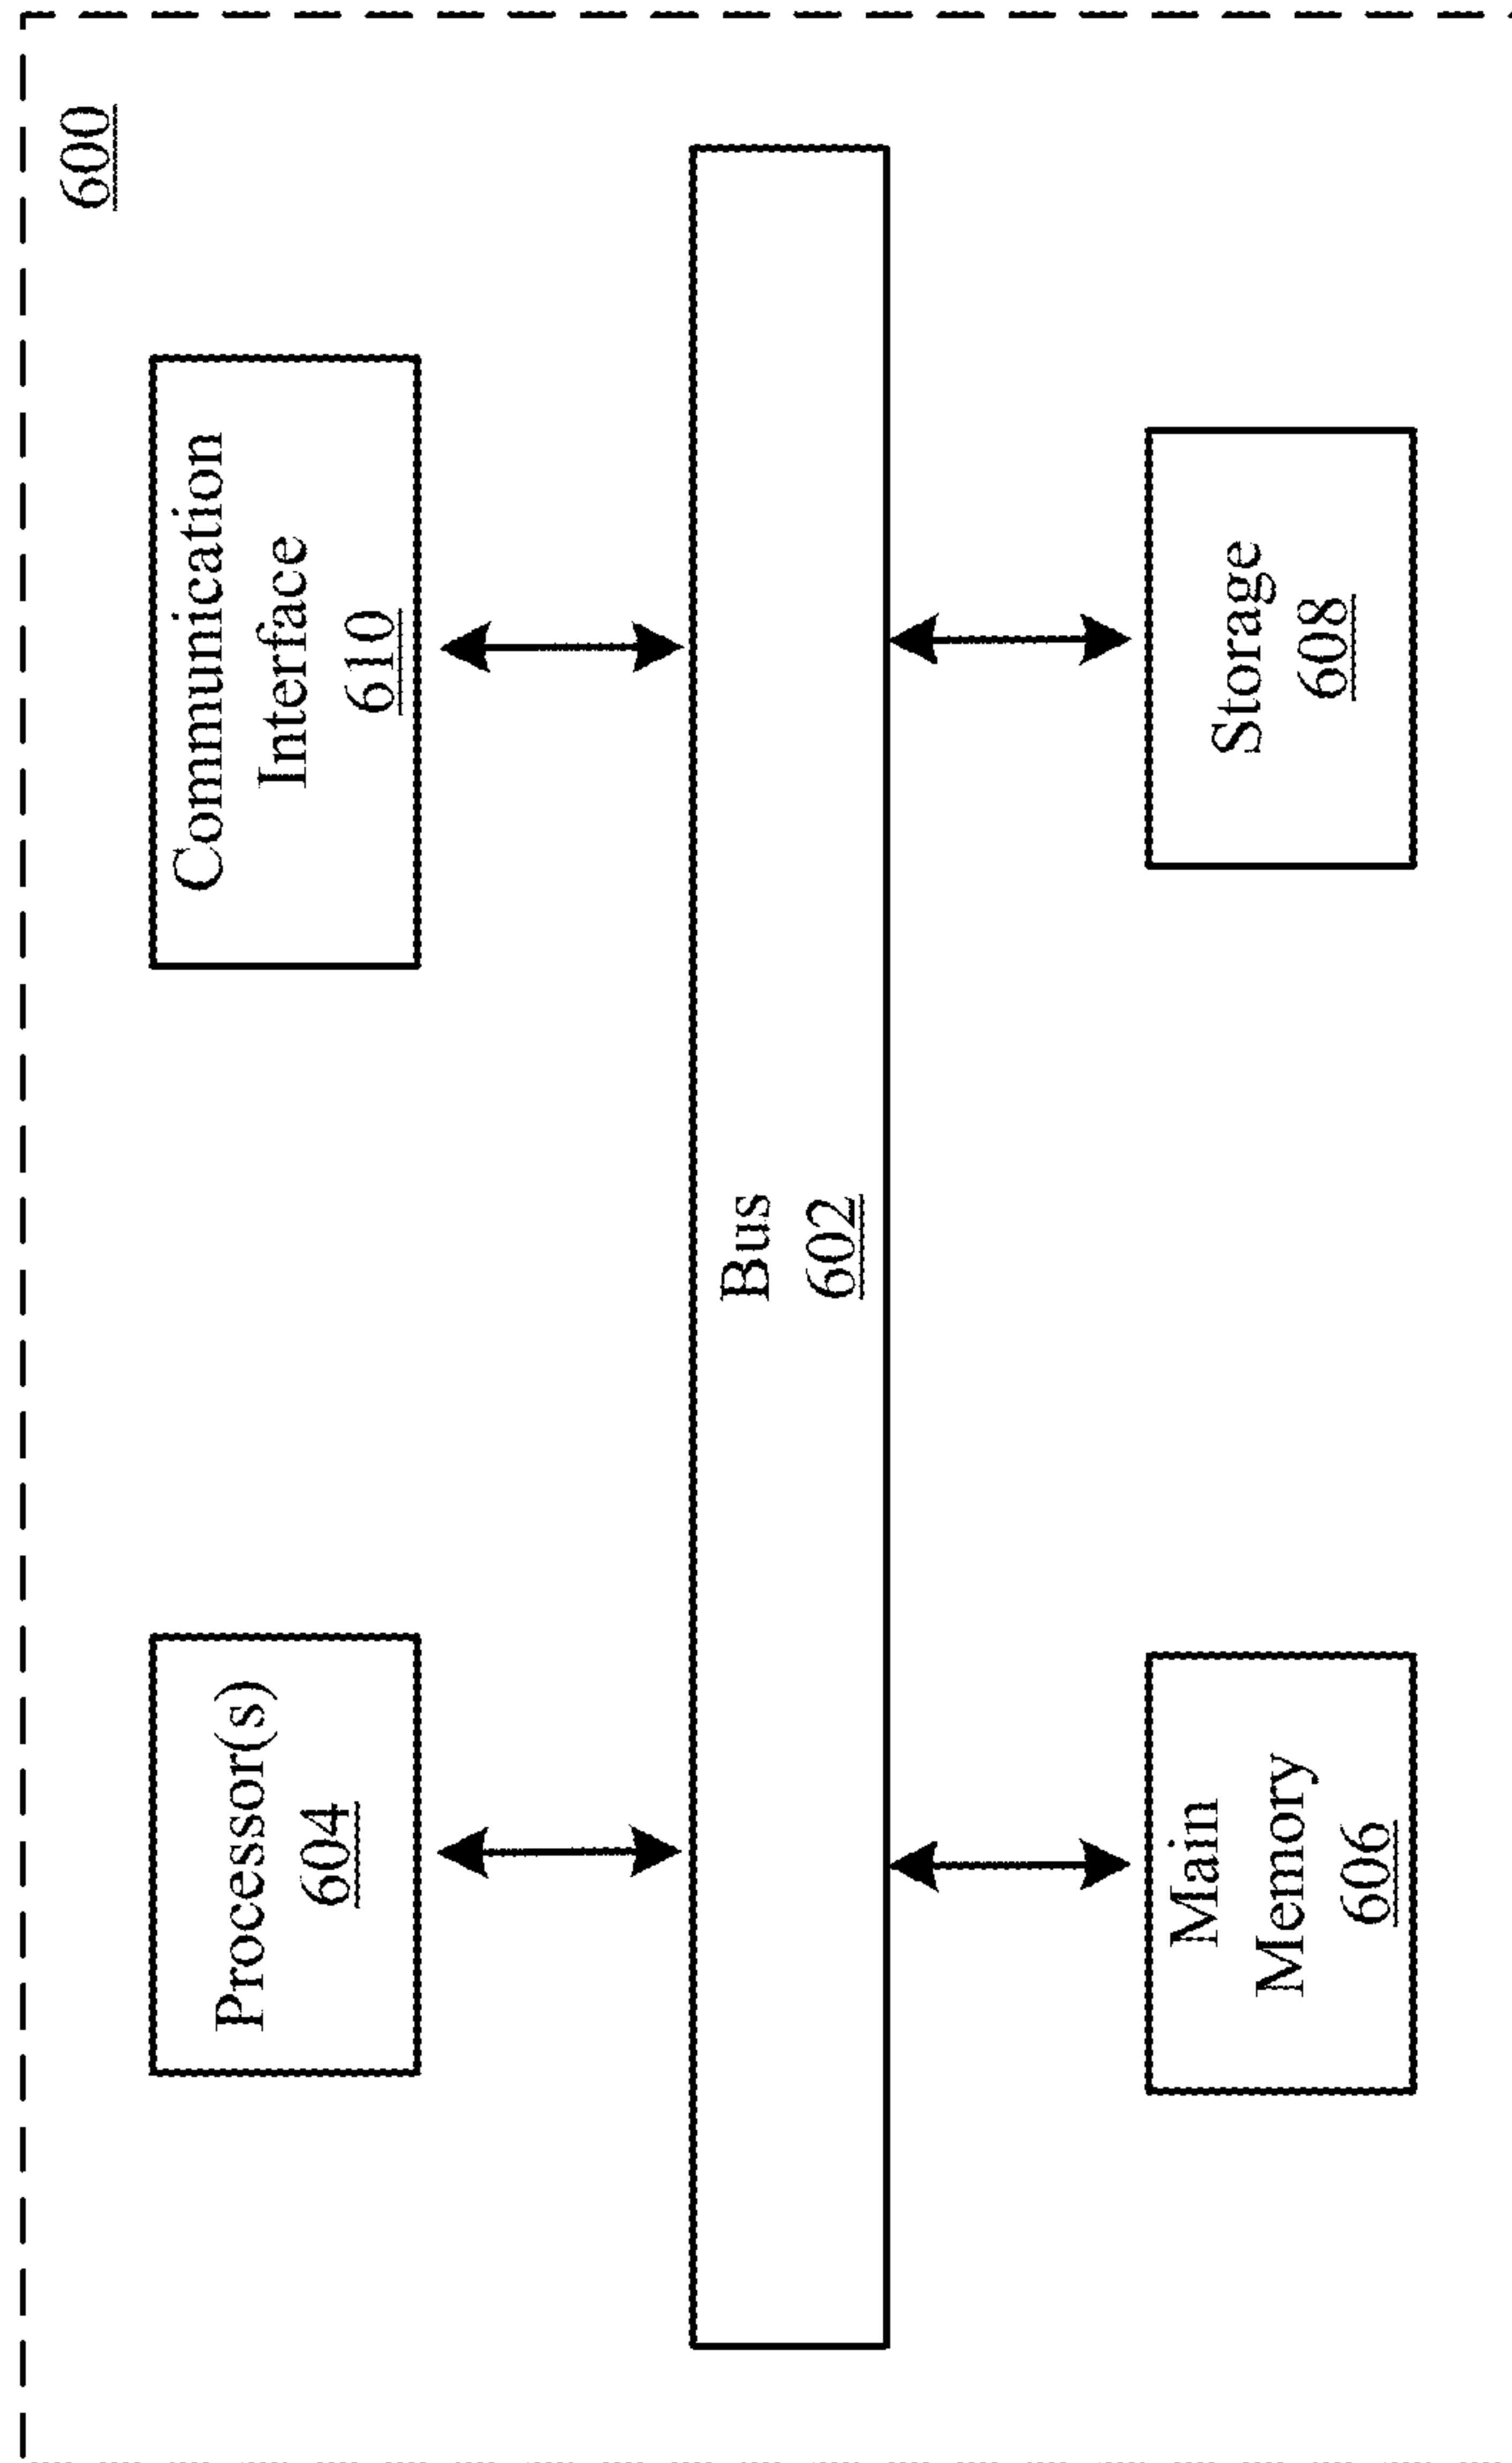 600
Processor(s)
604
Communication
Interface
610
Bus
602
Main
Memory
606
Storage
608